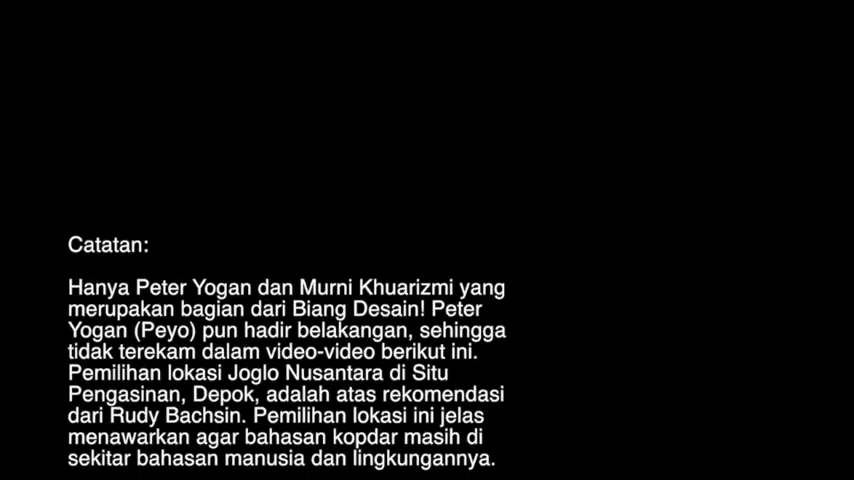 Catatan:
Hanya Peter Yogan dan Murni Khuarizmi yang
merupakan bagian dari Biang Desain! Peter
Yogan (Peyo) pun hadir belakangan, sehingga
tidak terekam dalam video-video berikut ini.
Pemilihan lokasi Joglo Nusantara di Situ
Pengasinan, Depok, adalah atas rekomendasi
dari Rudy Bachsin. Pemilihan lokasi ini jelas
menawarkan agar bahasan kopdar masih di
sekitar bahasan manusia dan lingkungannya.